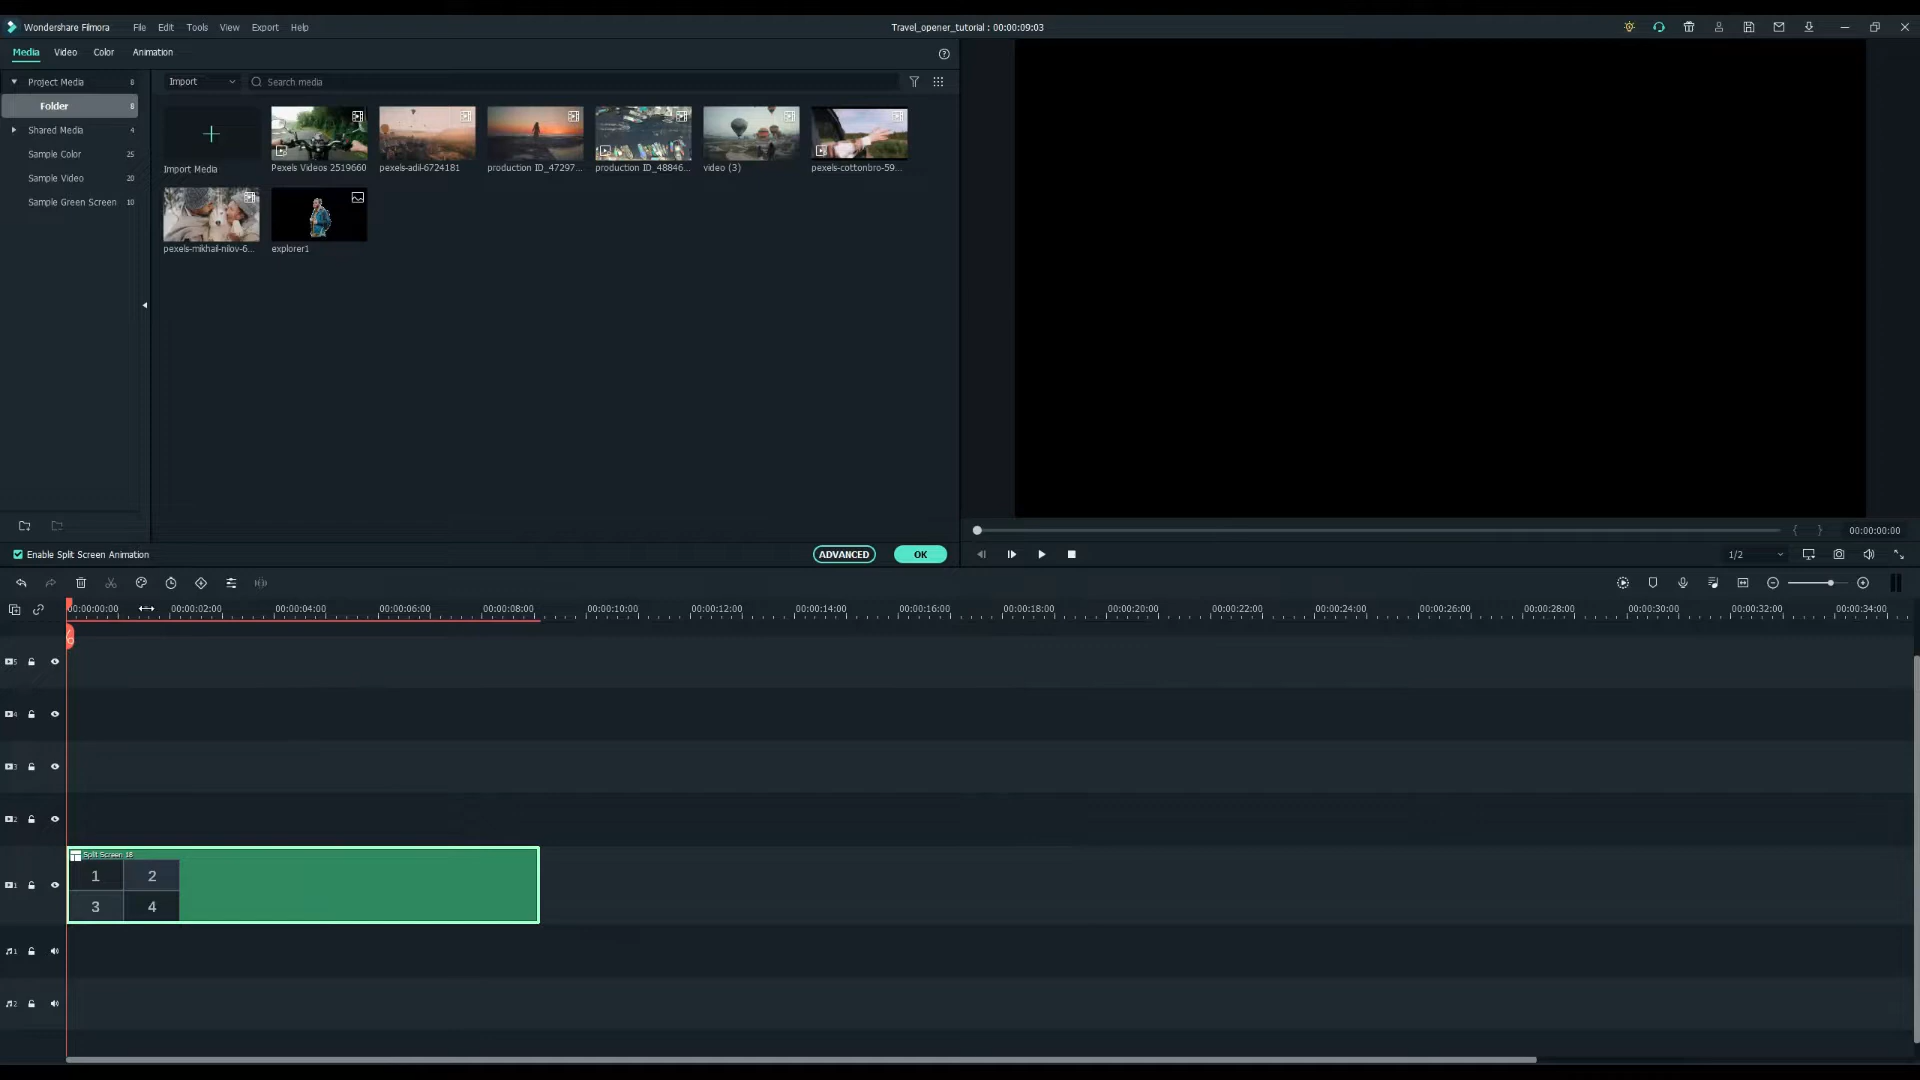 Wondershare Filmora File Edit Tools View Export Help
Travel_opener_tutorial : 00:00:09:03
Media Video Color Animation
Project Media 8
Folder 8
Shared Media 4
Sample Color 25
Sample Video 20
Sample Green Screen 10
Import
Search media
Import Media
Pexels Videos 2519660
pexels-adil-6724181
production ID_47297...
production ID_48846...
video (3)
pexels-cottonbro-59...
pexels-mikhail-nilov-6...
explorer1
00:00:00:00
Enable Split Screen Animation
ADVANCED
OK
1/2
00:00:00:00 00:00:02:00 00:00:04:00 00:00:06:00 00:00:08:00 00:00:10:00 00:00:12:00 00:00:14:00 00:00:16:00 00:00:18:00 00:00:20:00 00:00:22:00 00:00:24:00 00:00:26:00 00:00:28:00 00:00:30:00 00:00:32:00 00:00:34:00
5
4
3
2
Split Screen 18
1 2
1
3 4
1
2